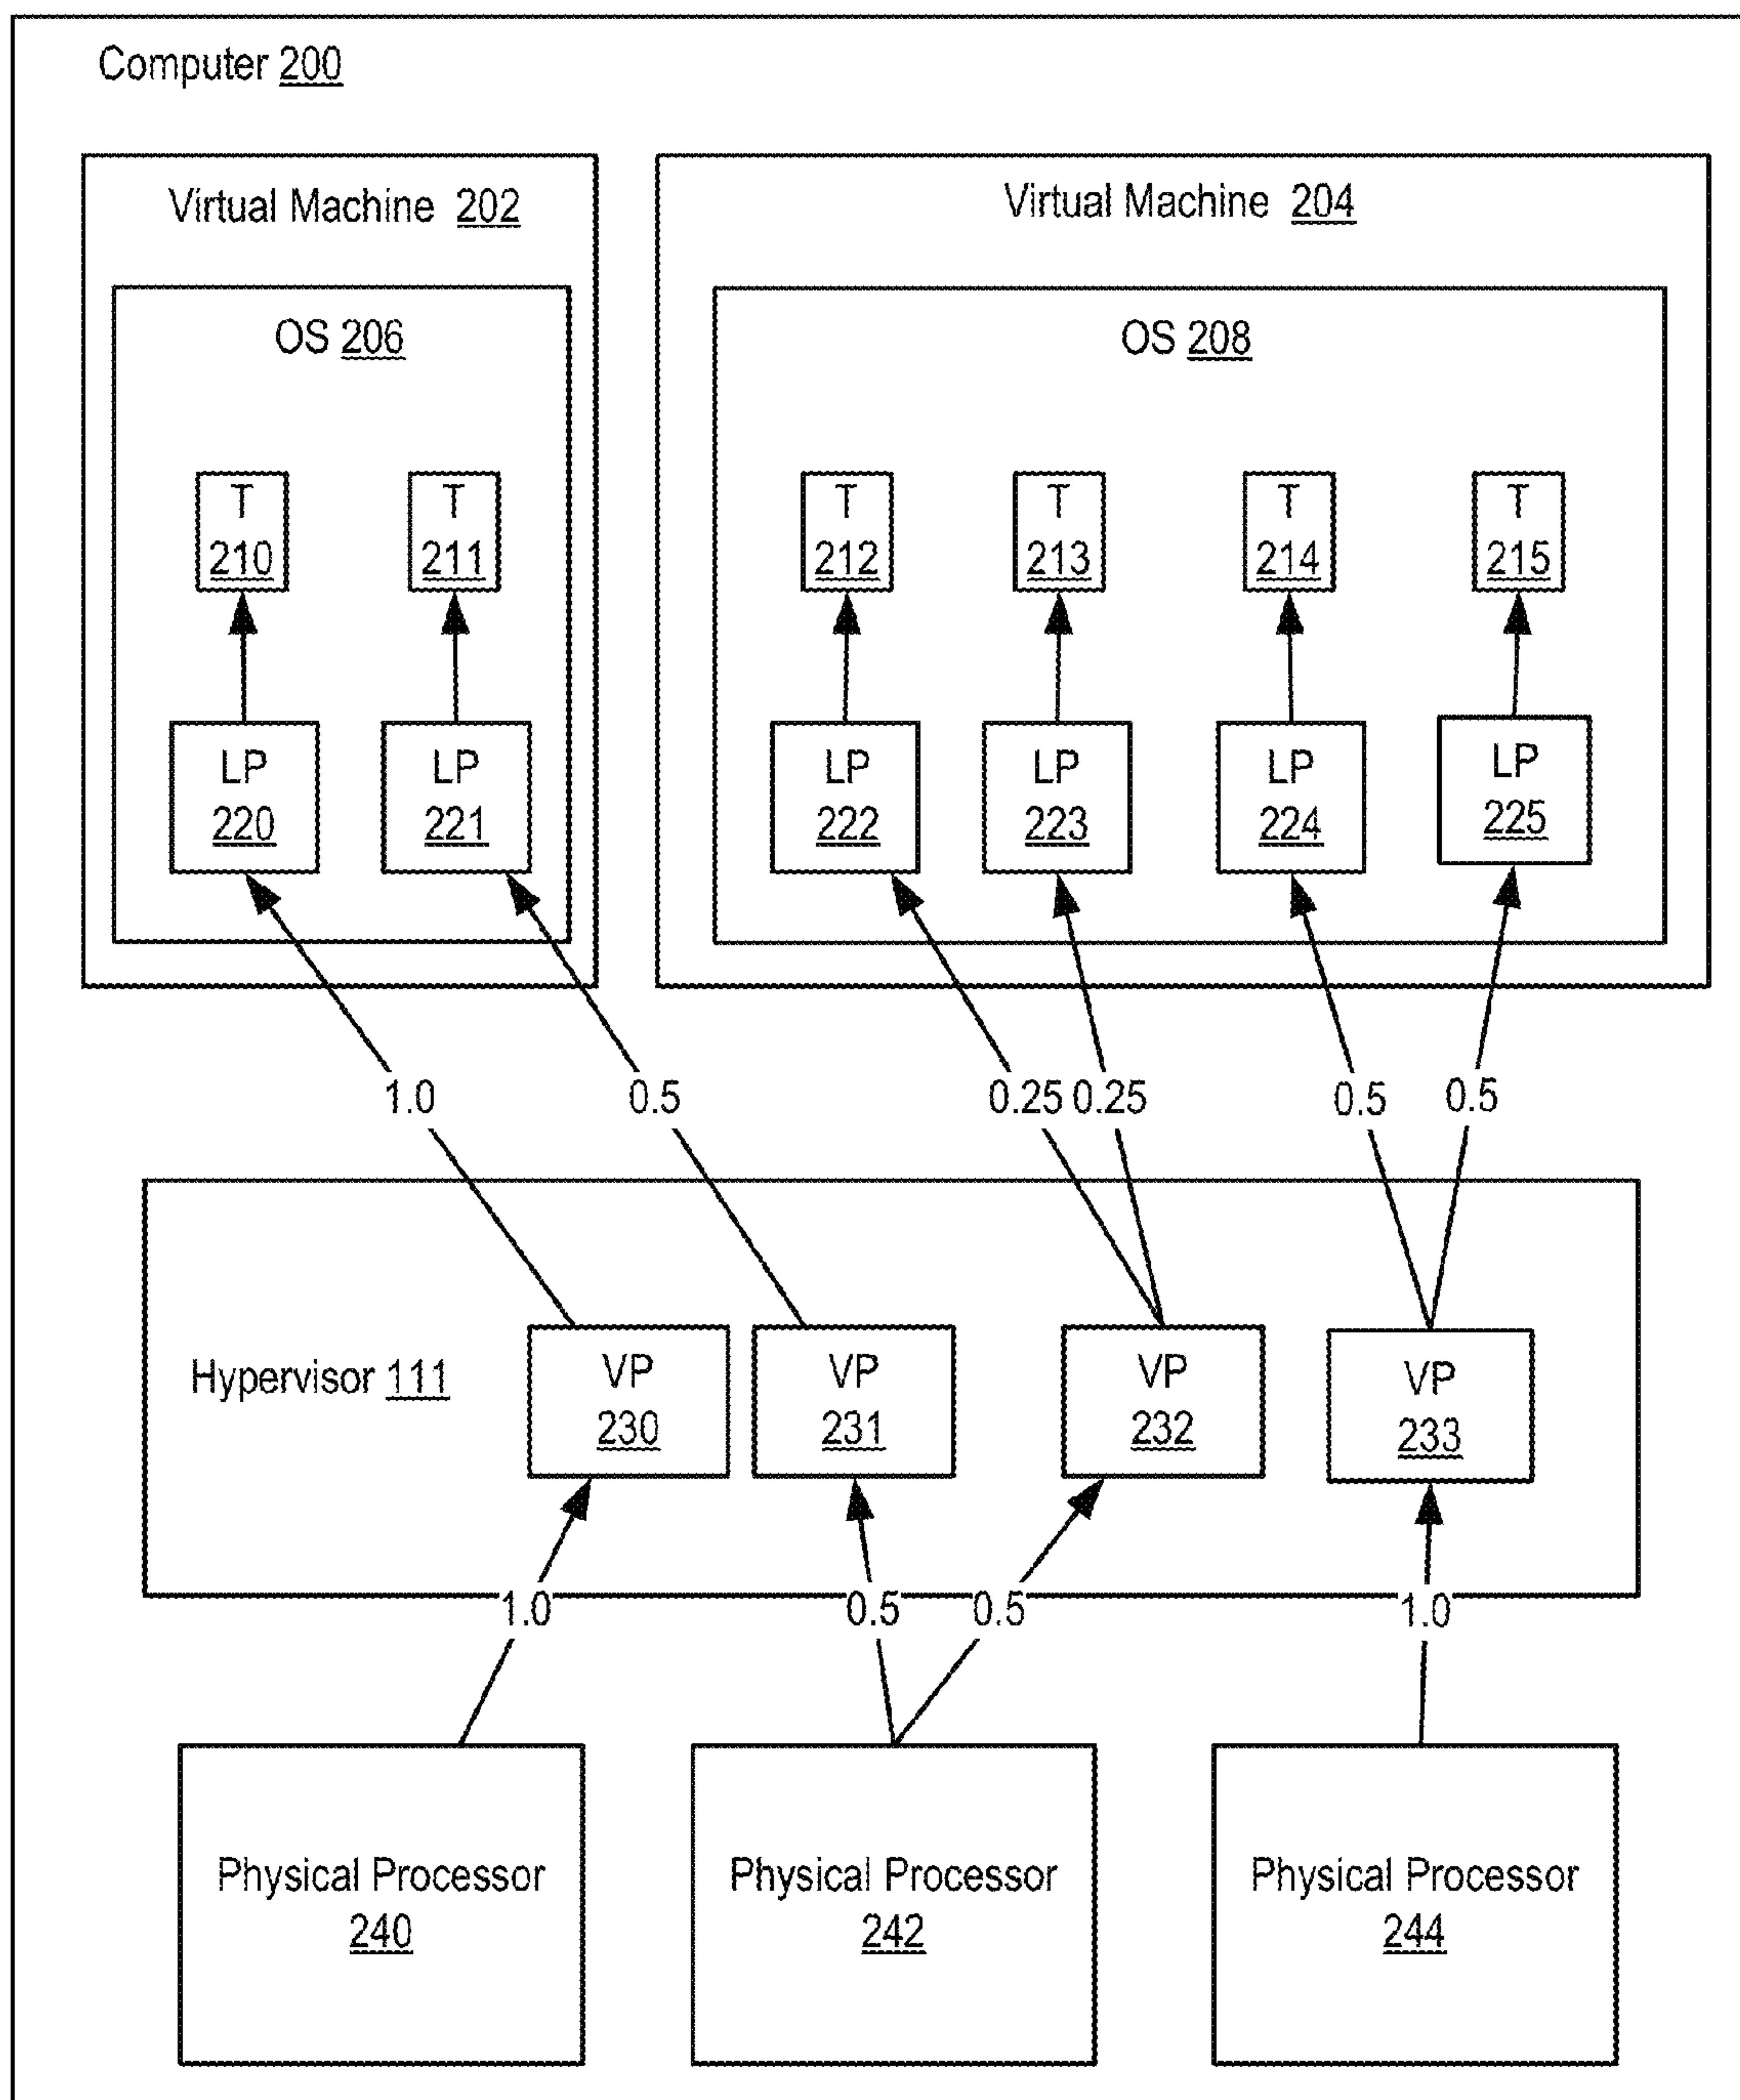 Computer 200
Virtual Machine 202
Virtual Machine 204
OS 206
OS 208
T
210
T
211
T
212
T
213
T
214
T
215
LP
220
LP
221
LP
222
LP
223
LP
224
LP
225
1.0
0.5
0.25
0.25
0.5
0.5
Hypervisor 111
VP
230
VP
231
VP
232
VP
233
1.0
0.5
0.5
1.0
Physical Processor
240
Physical Processor
242
Physical Processor
244